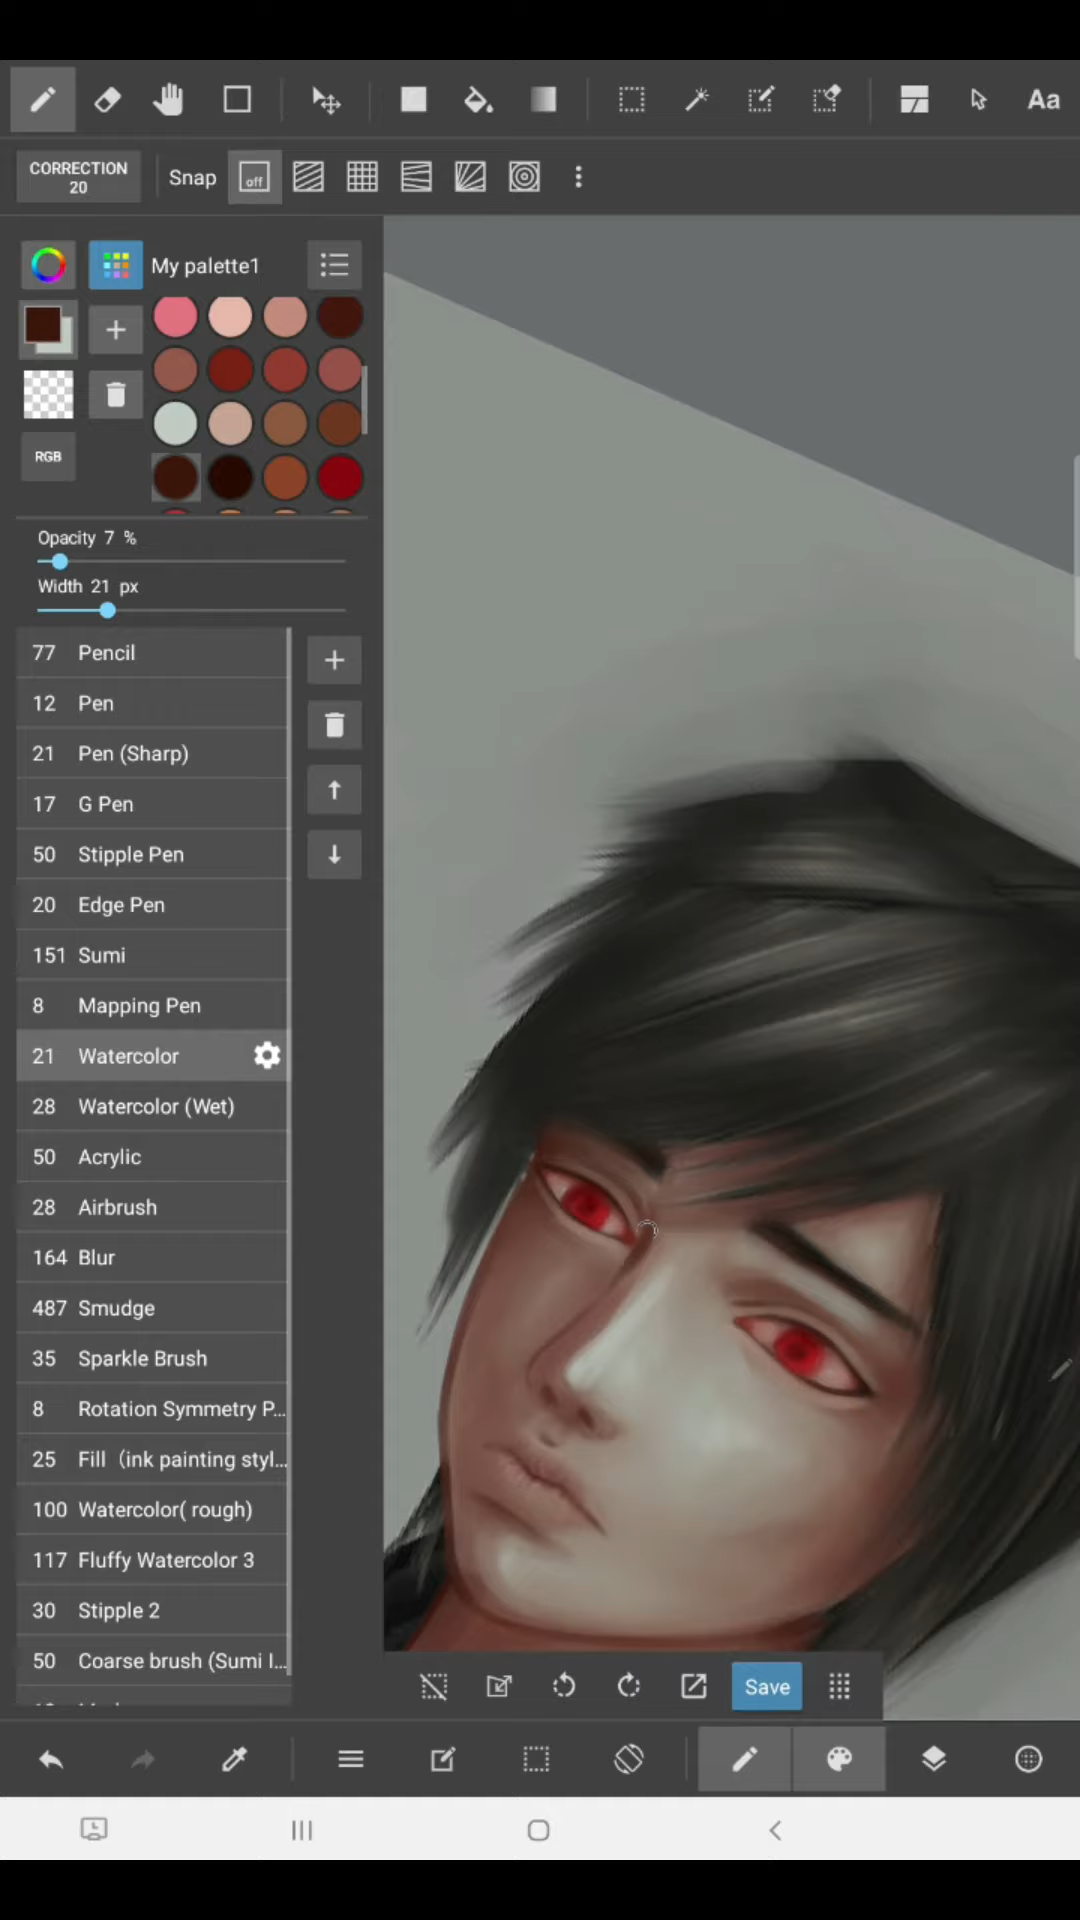 Aa
CORRECTION
20
Snap
off
My palette1
RGB
Opacity 7 %
Width 21 px
77 Pencil
12 Pen
21 Pen (Sharp)
17 G Pen
50 Stipple Pen
20 Edge Pen
151 Sumi
8 Mapping Pen
21 Watercolor
28 Watercolor (Wet)
50 Acrylic
28 Airbrush
164 Blur
487 Smudge
35 Sparkle Brush
8 Rotation Symmetry P...
25 Fill（ink painting styl...
100 Watercolor( rough)
117 Fluffy Watercolor 3
30 Stipple 2
50 Coarse brush (Sumi I...
Save